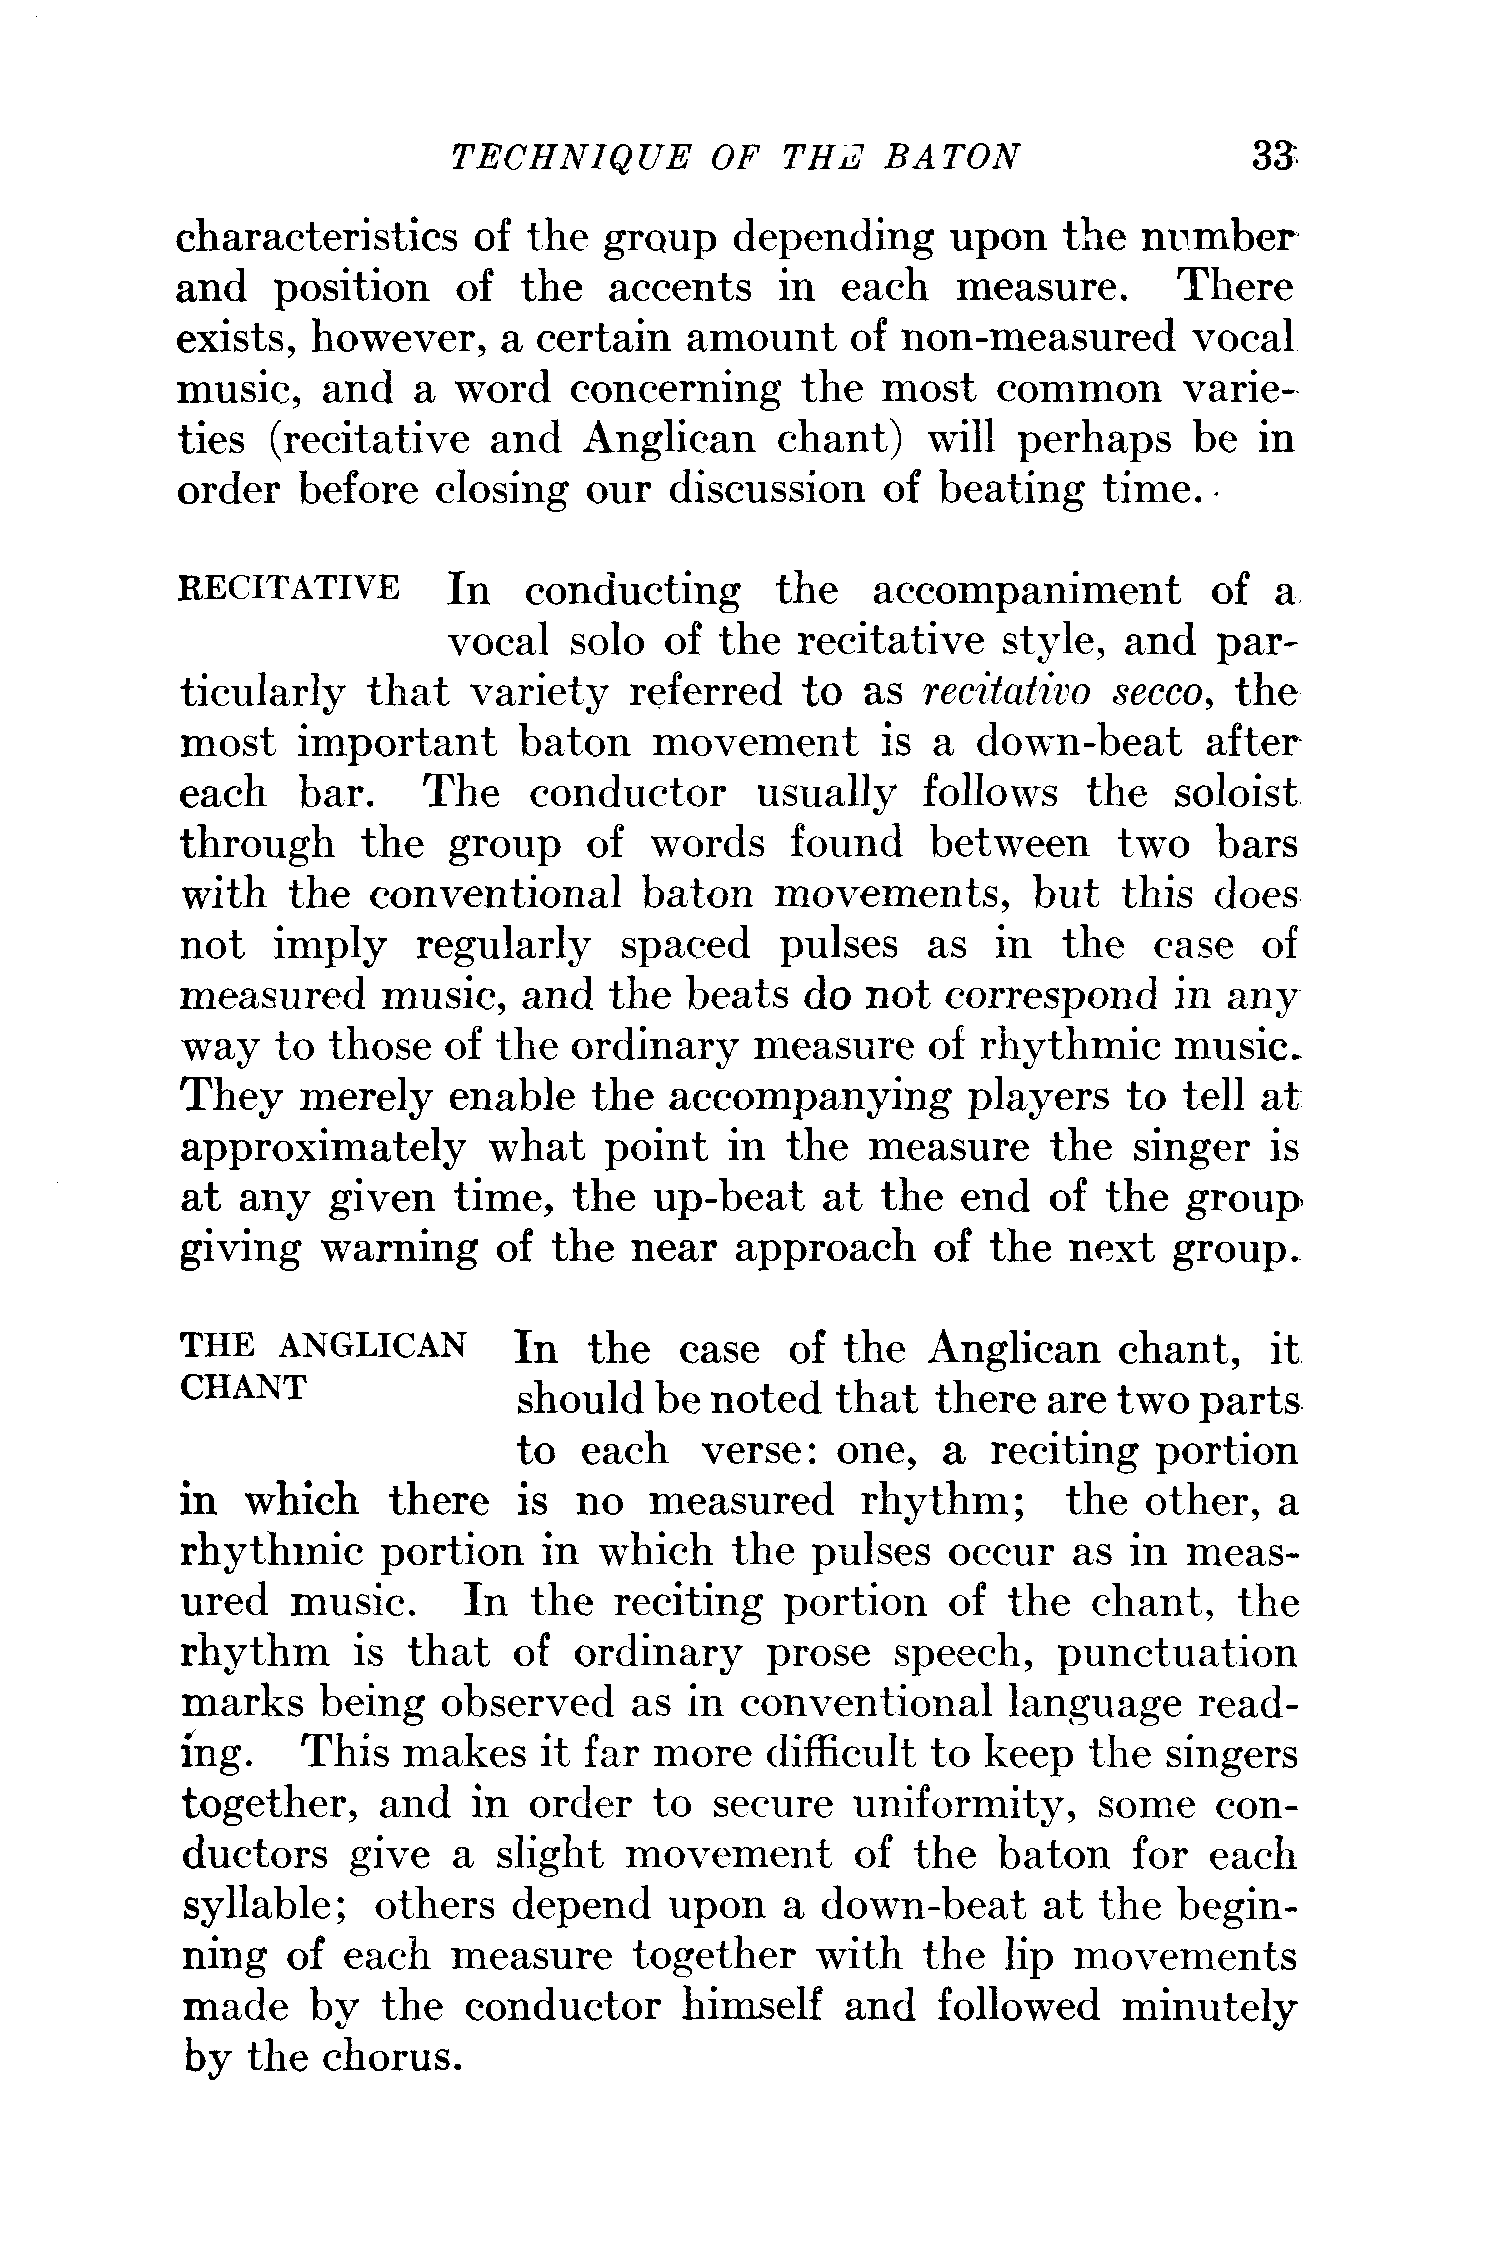 TECHNIQUE OF THE BATON 33
characteristics of the group depending upon the number
and position of the accents in each measure. There
exists, however, a certain amount of non-measured vocal
music, and a word concerning the most common varie-
ties (recitative and Anglican chant) will perhaps be in
order before closing our discussion of beating time.
RECITATIVE In conducting the accompaniment of a
vocal solo of the recitative style, and par-
ticularly that variety referred to as recitativo secco, the
most important baton movement is a down-beat after
each bar. The conductor usually follows the soloist
through the group of words found between two bars
with the conventional baton movements, but this does
not imply regularly spaced pulses as in the case of
measured music, and the beats do not correspond in any
way to those of the ordinary measure of rhythmic music.
They merely enable the accompanying players to tell at
approximately what point in the measure the singer is
at any given time, the up-beat at the end of the group
giving warning of the near approach of the next group.
THE ANGLICAN In the case of the Anglican chant, it
CHANT should be noted that there are two parts
to each verse: one, a reciting portion
in which there is no measured rhythm; the other, a
rhythmic portion in which the pulses occur as in meas-
ured music. In the reciting portion of the chant, the
rhythm is that of ordinary prose speech, punctuation
marks being observed as in conventional language read-
ing. This makes it far more difficult to keep the singers
together, and in order to secure uniformity, some con-
ductors give a slight movement of the baton for each
syllable; others depend upon a down-beat at the begin-
ning of each measure together with the lip movements
made by the conductor himself and followed minutely
by the chorus.